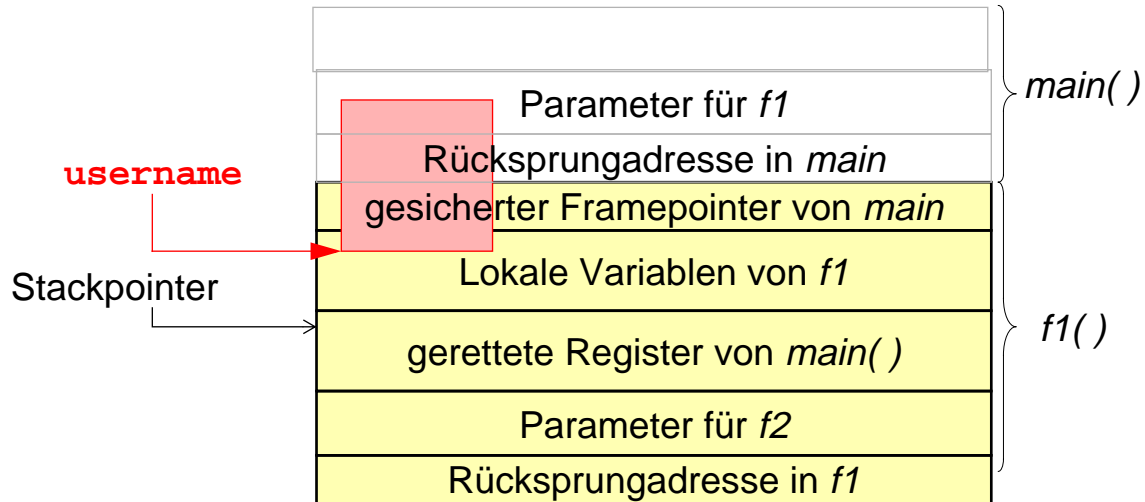 Parameter für f1
main( )
Rücksprungadresse in main
username
gesicherter Framepointer von main
Lokale Variablen von f1
Stackpointer
f1( )
gerettete Register von main( )
Parameter für f2
Rücksprungadresse in f1